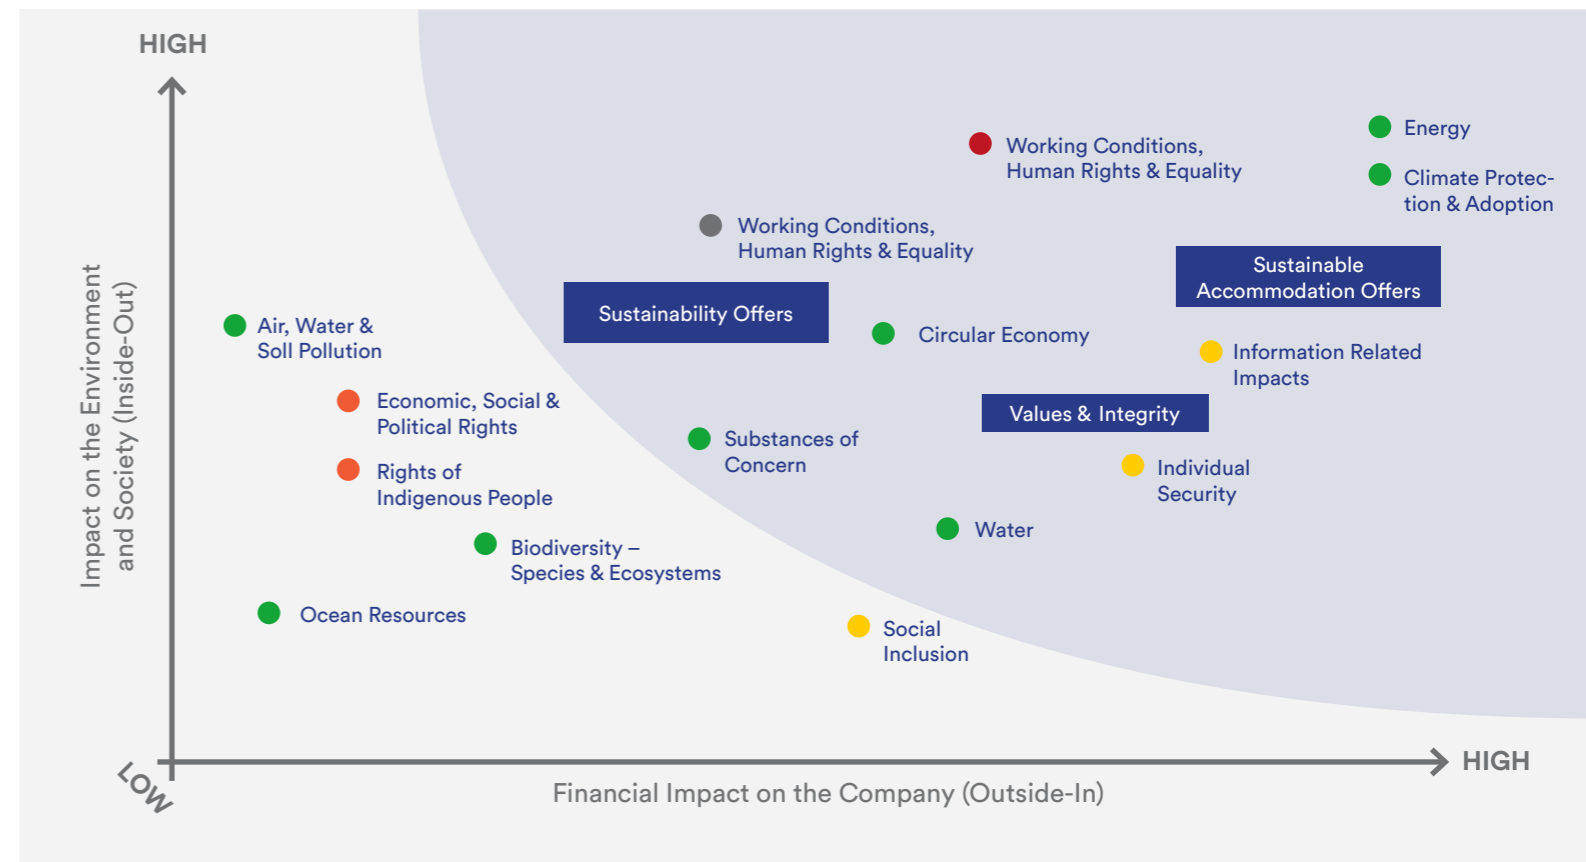 HIGH
Energy
Working Conditions,
Human Rights & Equality
Climate Protec-
tion & Adoption
Working Conditions,
Human Rights & Equality
Sustainable
Accommodation Offers
Sustainability Offers
Air, Water &
Soll Pollution
Circular Economy
Information Related
Impacts
Economic, Social &
Political Rights
Values & Integrity
Substances of
Concern
Rights of
Indigenous People
Individual
Security
Water
Biodiversity –
Species & Ecosystems
Ocean Resources
Social
Inclusion
Impact on the Environment
and Society (Inside-Out)
LOW
Financial Impact on the Company (Outside-In)
HIGH